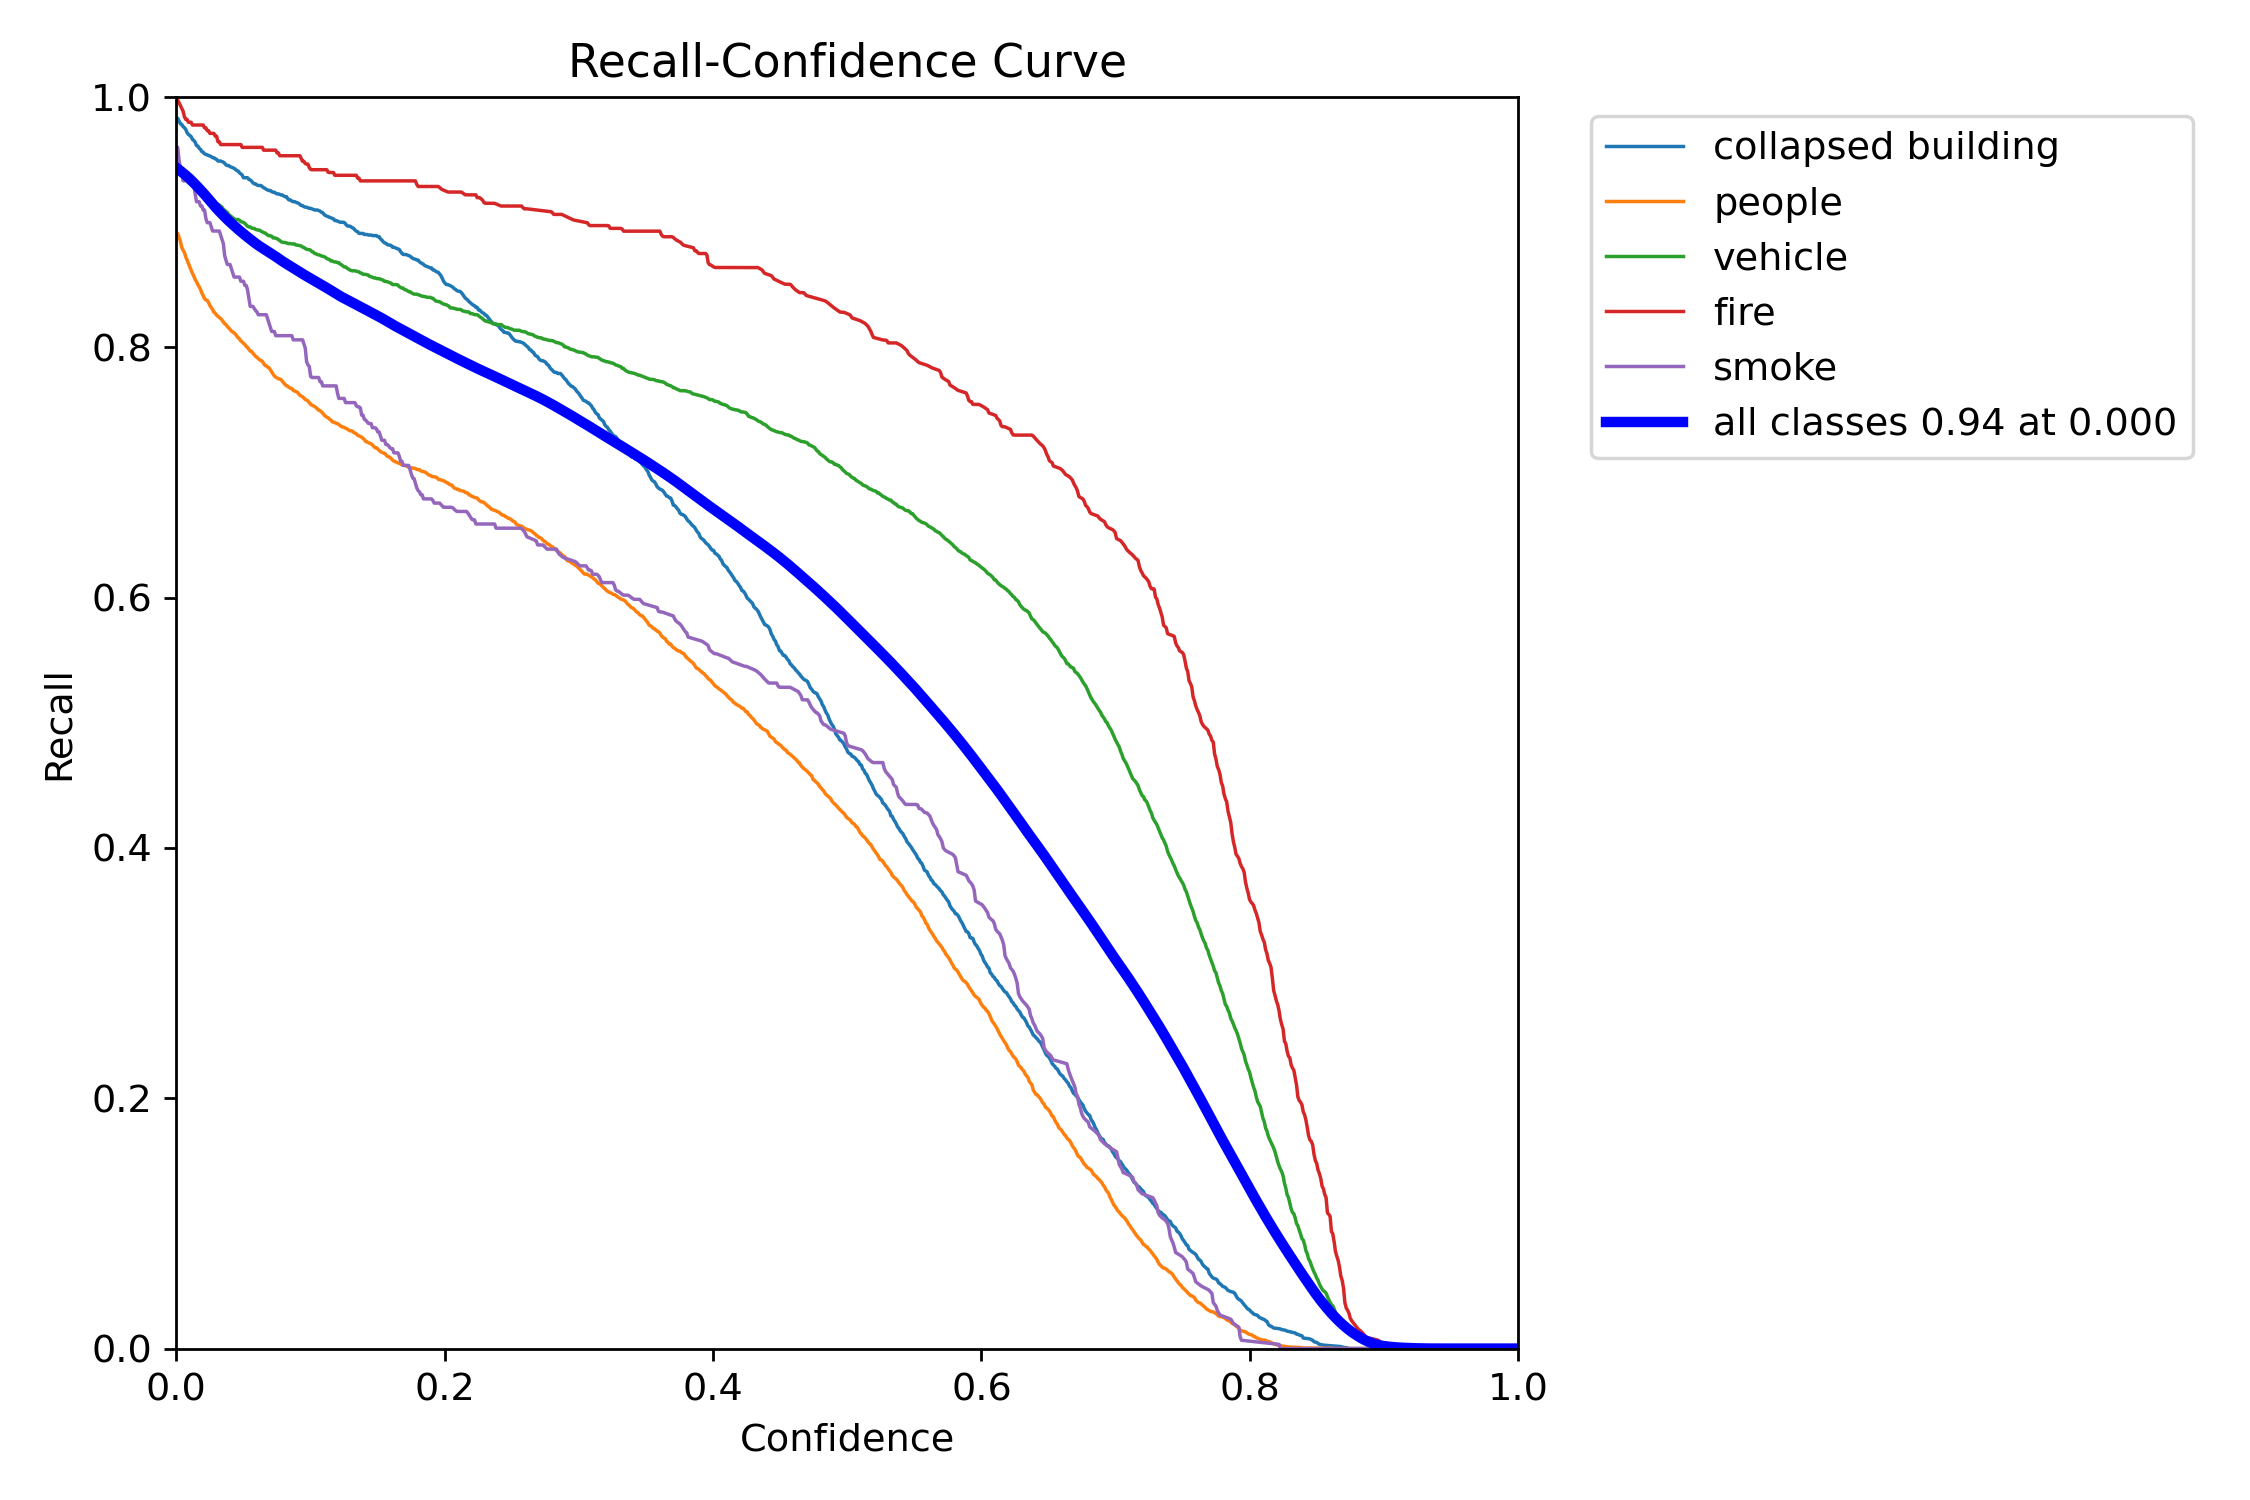 Recall-Confidence Curve
1.0
0.8
0.6
0.4
0.2
0.0
Recall
0.0 0.2 0.4 0.6 0.8 1.0
Confidence
collapsed building
people
vehicle
fire
smoke
all classes 0.94 at 0.000